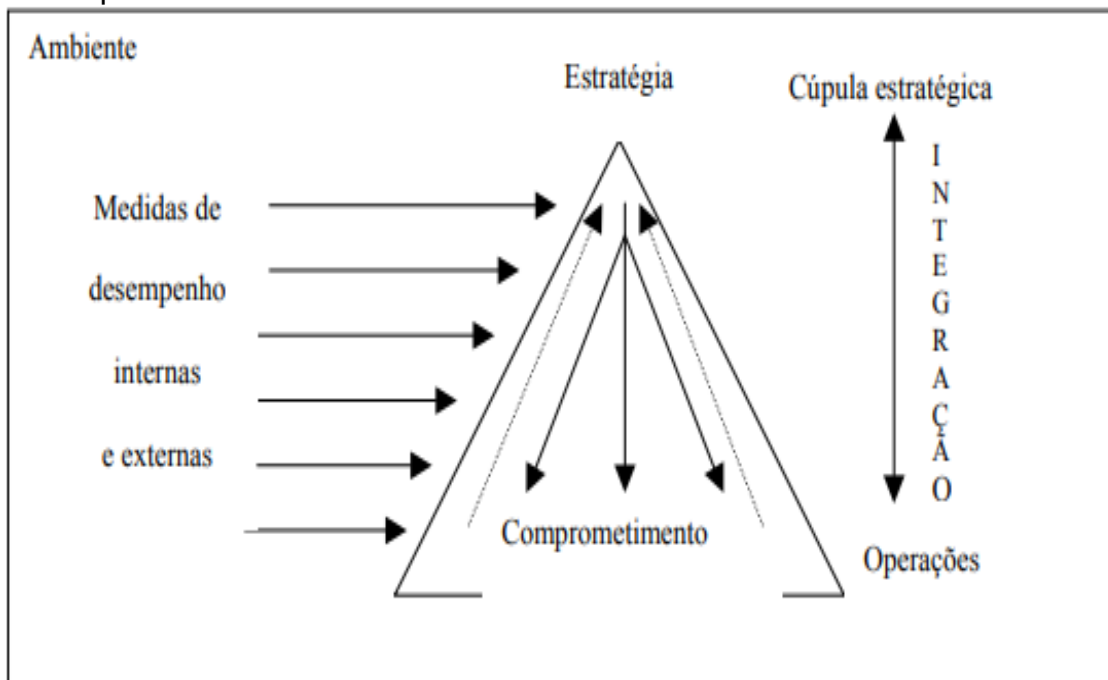 Ambiente
Estratégia
Cúpula estratégica
Medidas de
desempenho
internas
e externas
I
N
T
E
G
R
A
Ç
Ã
O
Comprometimento
Operações